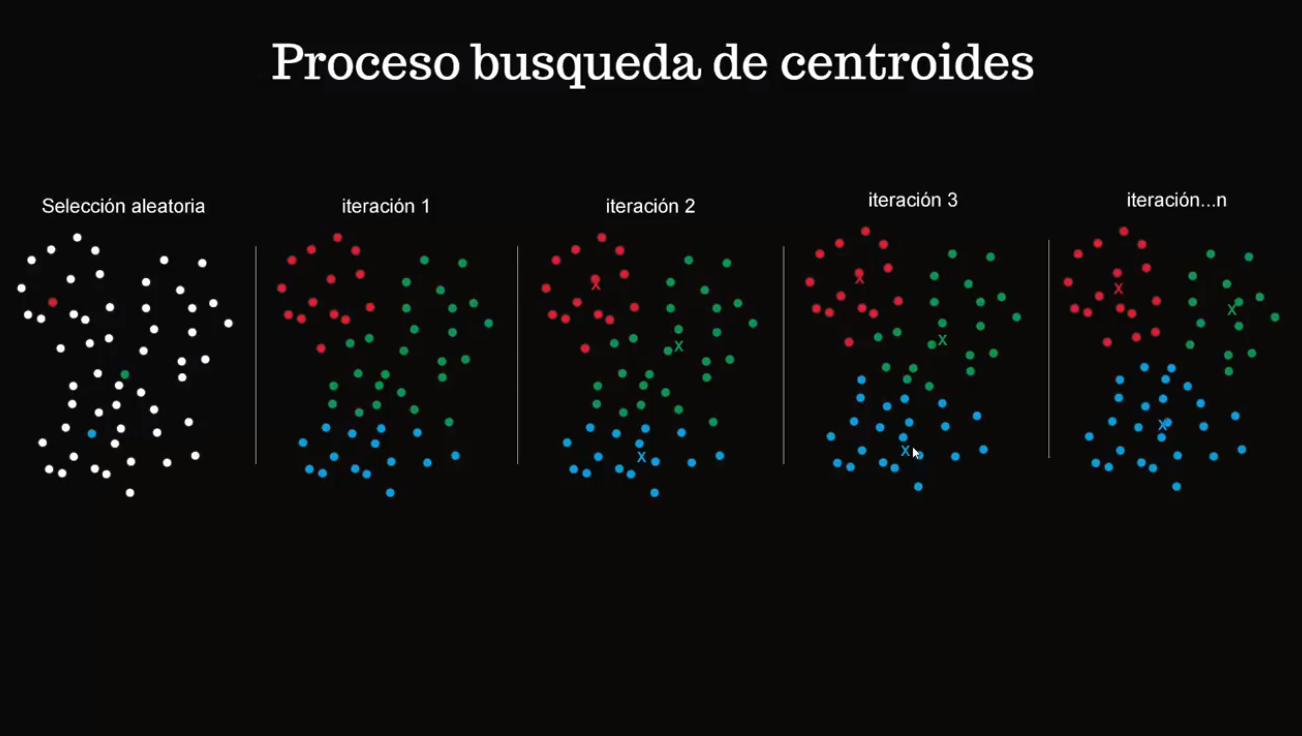 Proceso busqueda de centroides
Selección aleatoria
iteración 1
iteración 2
iteración 3
iteración...n
x
x
x
x
x
x
x
x
x